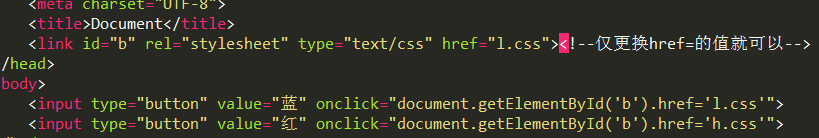 <meta charset="UTF-8">
<title>Document</title>
<link id="b" rel="stylesheet" type="text/css" href="l.css"><!--仅更换href=的值就可以-->
/head>
body>
<input type="button" value="蓝" onclick="document.getElementById('b').href='l.css'">
<input type="button" value="红" onclick="document.getElementById('b').href='h.css'">